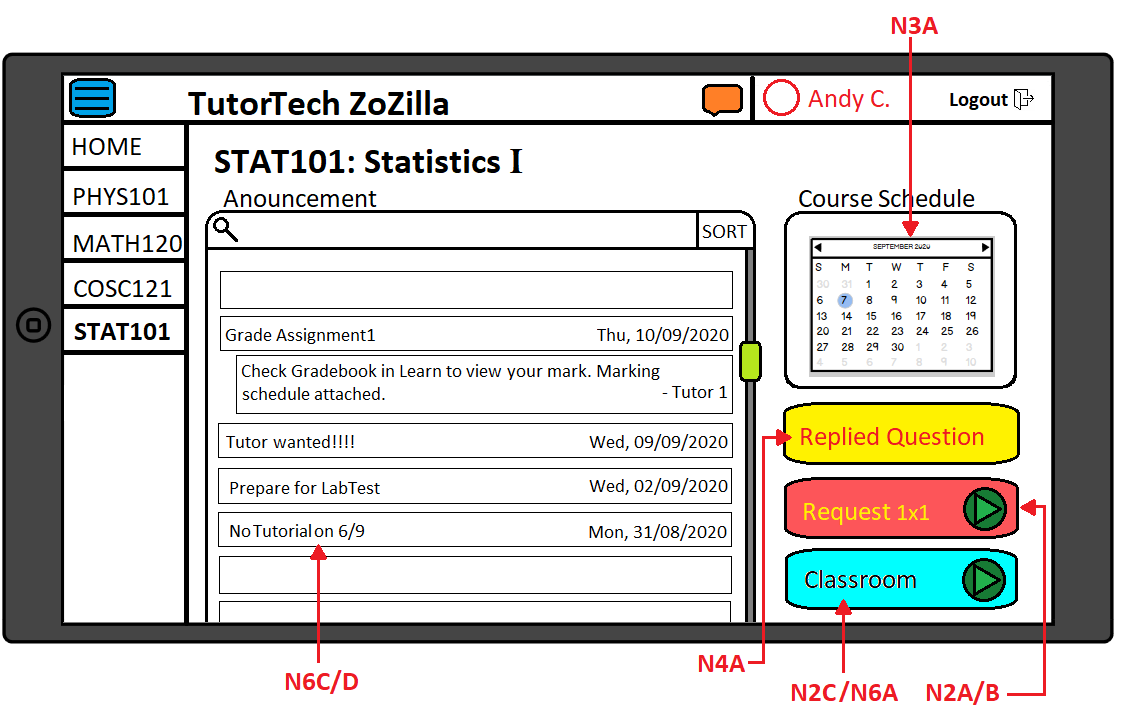 N3A
TutorTech ZoZilla
Andy C.
Logout
HOME
PHYS101
MATH120
COSC121
STAT101
STAT101: Statistics I
Anouncement
SORT
Grade Assignment1 Thu, 10/09/2020
Check Gradebook in Learn to view your mark. Marking
schedule attached. - Tutor 1
Tutor wanted!!!! Wed, 09/09/2020
Prepare for LabTest Wed, 02/09/2020
No Tutorial on 6/9 Mon, 31/08/2020
Course Schedule
SEPTEMBER 2020
S M T W T F S
30 31 1 2 3 4 5
6 7 8 9 10 11 12
13 14 15 16 17 18 19
20 21 22 23 24 25 26
27 28 29 30 1 2 3
4 5 6 7 8 9 10
Replied Question
Request 1x1
Classroom
N6C/D
N4A
N2C/N6A
N2A/B